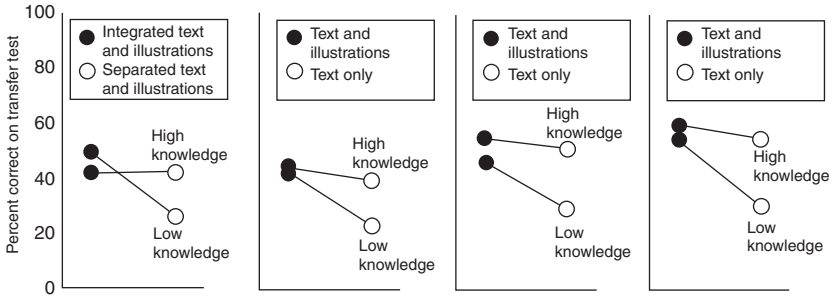 Percent correct on transfer test
100
80
60
40
20
0
Integrated text
and illustrations
Separated text
and illustrations
High
knowledge
Low
knowledge
Text and
illustrations
Text only
High
knowledge
Low
knowledge
Text and
illustrations
Text only
High
knowledge
Low
knowledge
Text and
illustrations
Text only
High
knowledge
Low
knowledge